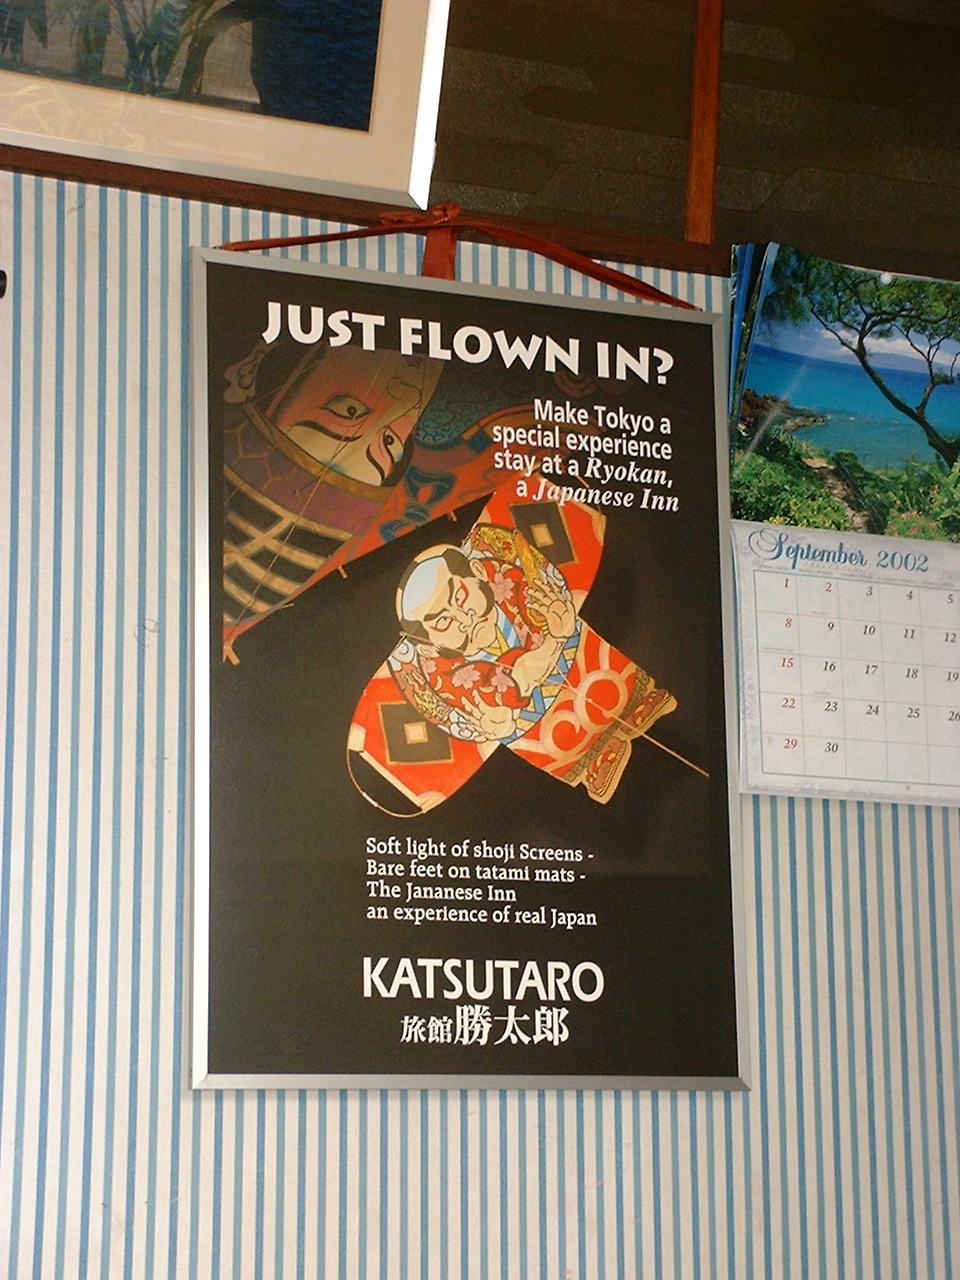 JUST FLOWN IN?
Make Tokyo a
special experience
stay at a Ryokan,
a Japanese Inn
Soft light of shoji Screens -
Bare feet on tatami mats -
The Jananese Inn
an experience of real Japan
KATSUTARO
旅館勝太郎
September 2002
1 2 3 4 5
8 9 10 11 12
15 16 17 18 19
22 23 24 25 26
29 30